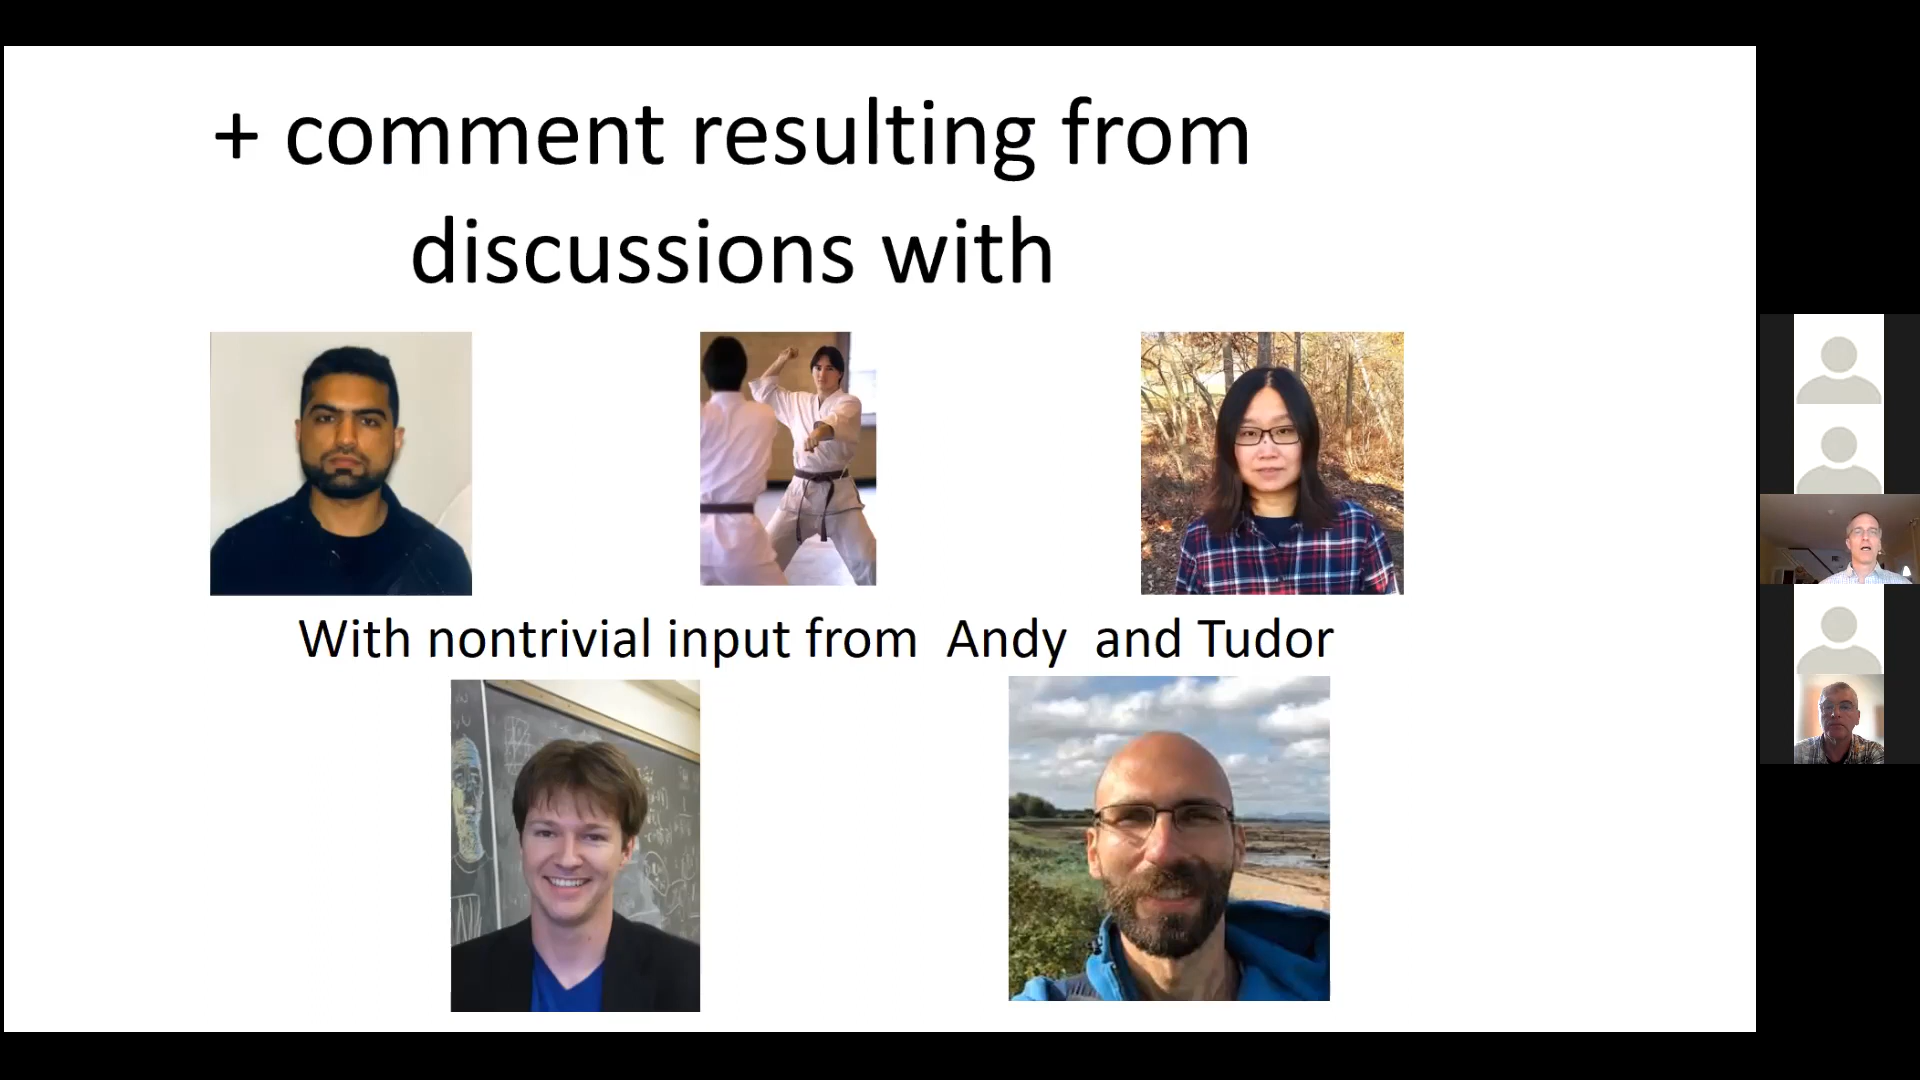 + comment resulting from
discussions with
With nontrivial input from Andy and Tudor